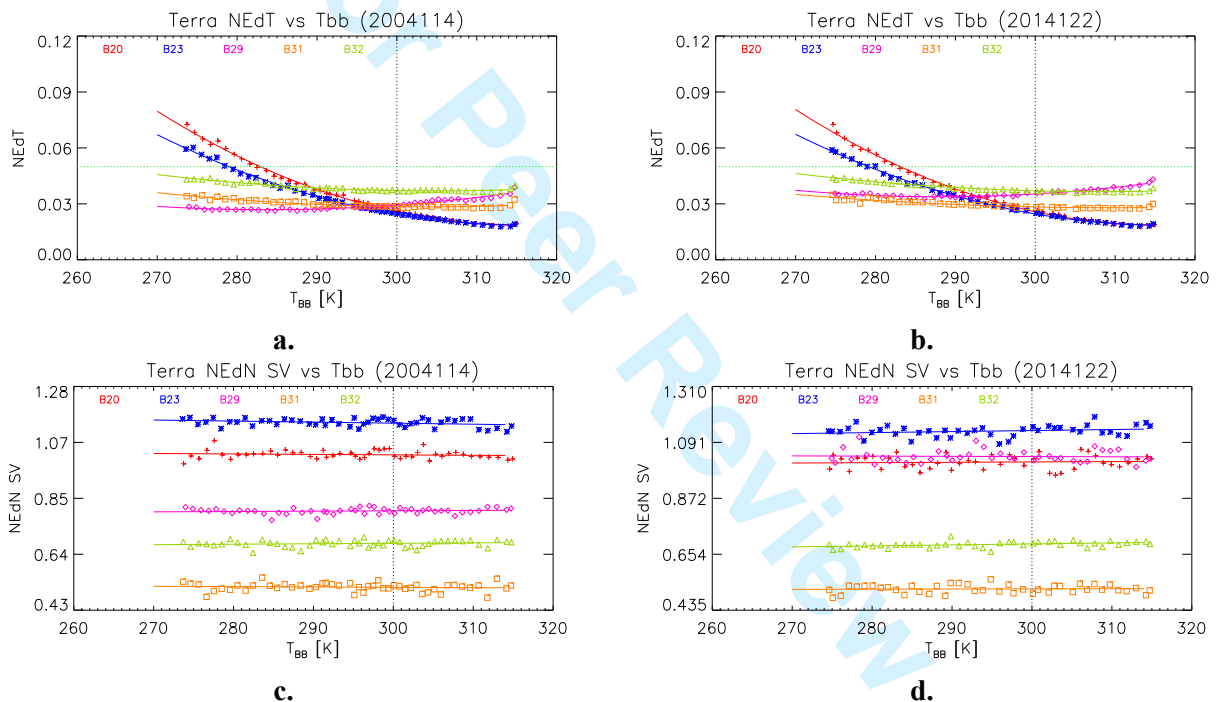 Terra NEdT vs Tbb (2004114)
B20 B23 B29 B31 B32
0.12
0.09
0.06
0.03
0.00
NEdT
260 270 280 290 300 310 320
TBB [K]
a.
Terra NEdT vs Tbb (2014122)
B20 B23 B29 B31 B32
0.12
0.09
0.06
0.03
0.00
NEdT
260 270 280 290 300 310 320
TBB [K]
b.
Terra NEdN SV vs Tbb (2004114)
B20 B23 B29 B31 B32
1.28
1.07
0.85
0.64
0.43
NEdN SV
260 270 280 290 300 310 320
TBB [K]
c.
Terra NEdN SV vs Tbb (2014122)
B20 B23 B29 B31 B32
1.310
1.091
0.872
0.654
0.435
NEdN SV
260 270 280 290 300 310 320
TBB [K]
d.
or Peer Review